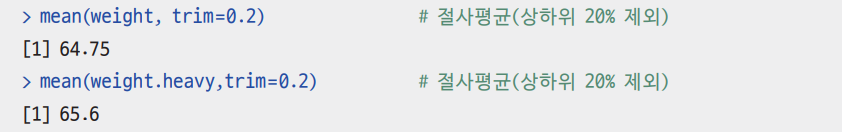 > mean(weight, trim=0.2) # 절사평균(상하위 20% 제외)
[1] 64.75
> mean(weight.heavy,trim=0.2) # 절사평균(상하위 20% 제외)
[1] 65.6